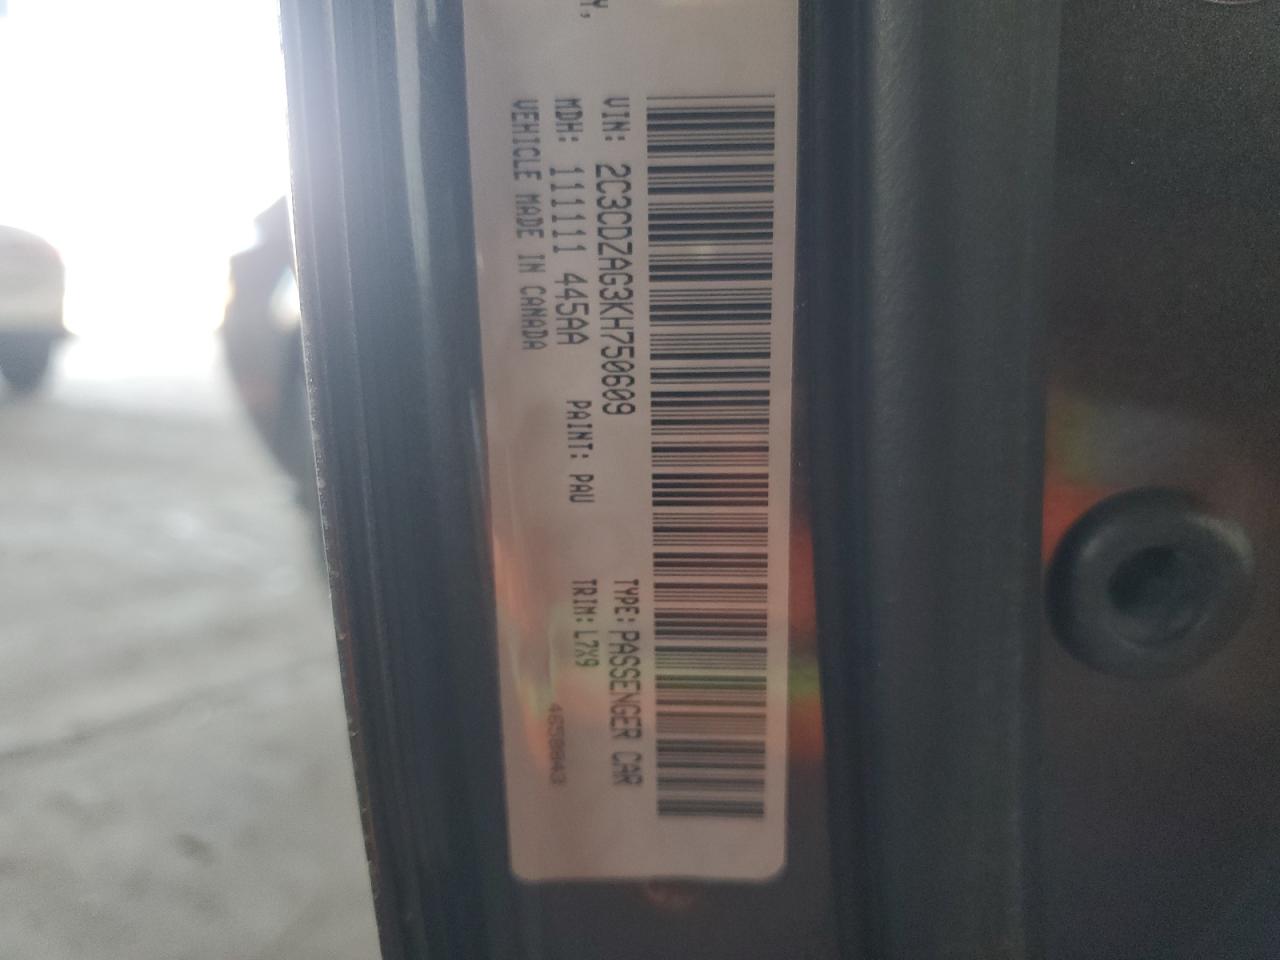 VIN: 2C3CDZAG3KH750609 TYPE: PASSENGER CAR
MDH: 111111 445AA PAINT: PAU TRIM: L7X9
VEHICLE MADE IN CANADA